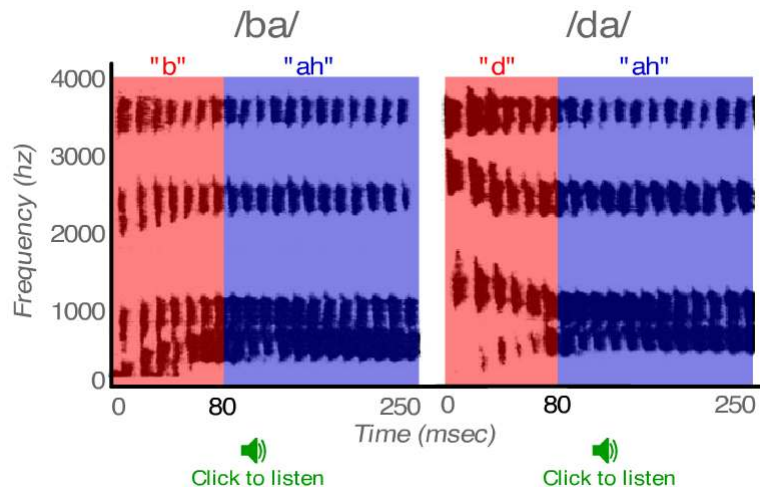 /ba/ /da/
"b" "ah" "d" "ah"
4000
3000
2000
1000
0
Frequency (hz)
0 80 250 0 80 250
Time (msec)
Click to listen Click to listen